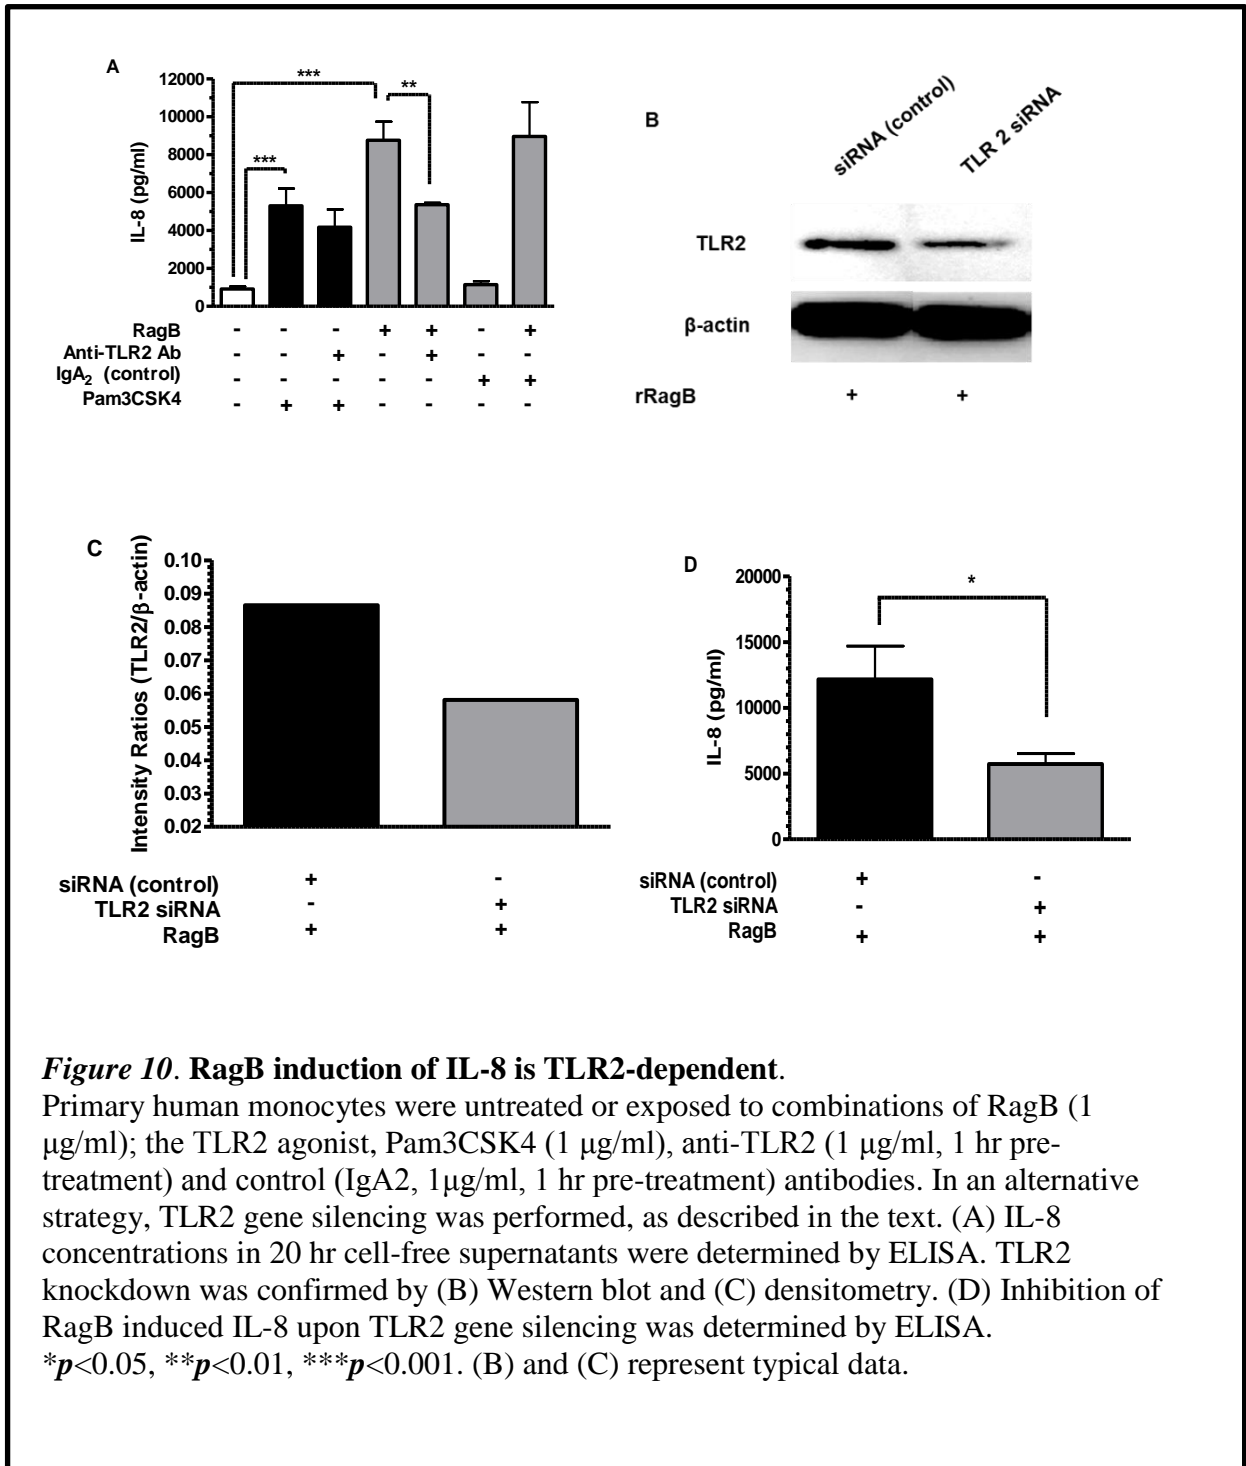 A
***
**
***
12000
10000
8000
6000
4000
2000
0
IL-8 (pg/ml)
RagB - - - + + - +
Anti-TLR2 Ab - - + - + - -
IgA2 (control) - - - - - + +
Pam3CSK4 - + + - - - -
B
siRNA (control)
TLR 2 siRNA
TLR2
β-actin
rRagB + +
C
0.10
0.09
0.08
0.07
0.06
0.05
0.04
0.03
0.02
Intensity Ratios (TLR2/β-actin)
siRNA (control) + -
TLR2 siRNA - +
RagB + +
D
*
20000
15000
10000
5000
0
IL-8 (pg/ml)
siRNA (control) + -
TLR2 siRNA - +
RagB + +
Figure 10. RagB induction of IL-8 is TLR2-dependent.
Primary human monocytes were untreated or exposed to combinations of RagB (1
μg/ml); the TLR2 agonist, Pam3CSK4 (1 μg/ml), anti-TLR2 (1 μg/ml, 1 hr pre-
treatment) and control (IgA2, 1μg/ml, 1 hr pre-treatment) antibodies. In an alternative
strategy, TLR2 gene silencing was performed, as described in the text. (A) IL-8
concentrations in 20 hr cell-free supernatants were determined by ELISA. TLR2
knockdown was confirmed by (B) Western blot and (C) densitometry. (D) Inhibition of
RagB induced IL-8 upon TLR2 gene silencing was determined by ELISA.
*p<0.05, **p<0.01, ***p<0.001. (B) and (C) represent typical data.